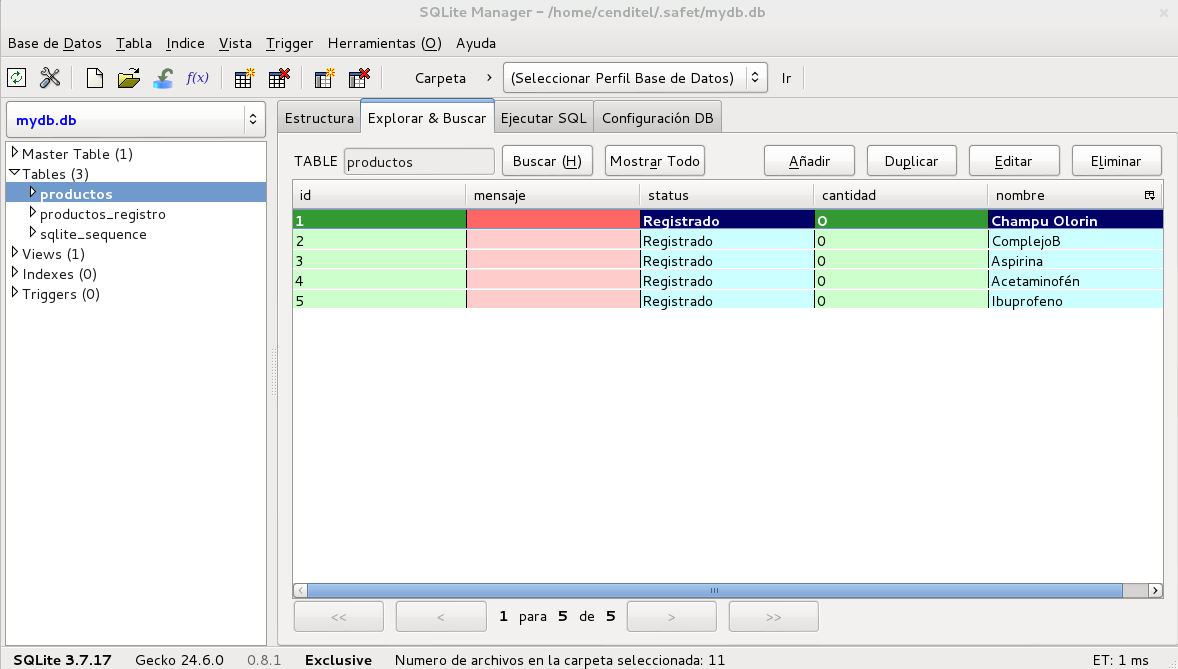 SQLite Manager - /home/cenditel/.safet/mydb.db
Base de Datos Tabla Indice Vista Trigger Herramientas (O) Ayuda
f(x) Carpeta (Seleccionar Perfil Base de Datos) Ir
mydb.db
Master Table (1)
Tables (3)
productos
productos_registro
sqlite_sequence
Views (1)
Indexes (0)
Triggers (0)
Estructura Explorar & Buscar Ejecutar SQL Configuración DB
TABLE productos Buscar (H) Mostrar Todo Añadir Duplicar Editar Eliminar
id mensaje status cantidad nombre
1 Registrado 0 Champu Olorin
2 Registrado 0 ComplejoB
3 Registrado 0 Aspirina
4 Registrado 0 Acetaminofén
5 Registrado 0 Ibuprofeno
<< < 1 para 5 de 5 > >>
SQLite 3.7.17 Gecko 24.6.0 0.8.1 Exclusive Numero de archivos en la carpeta seleccionada: 11 ET: 1 ms